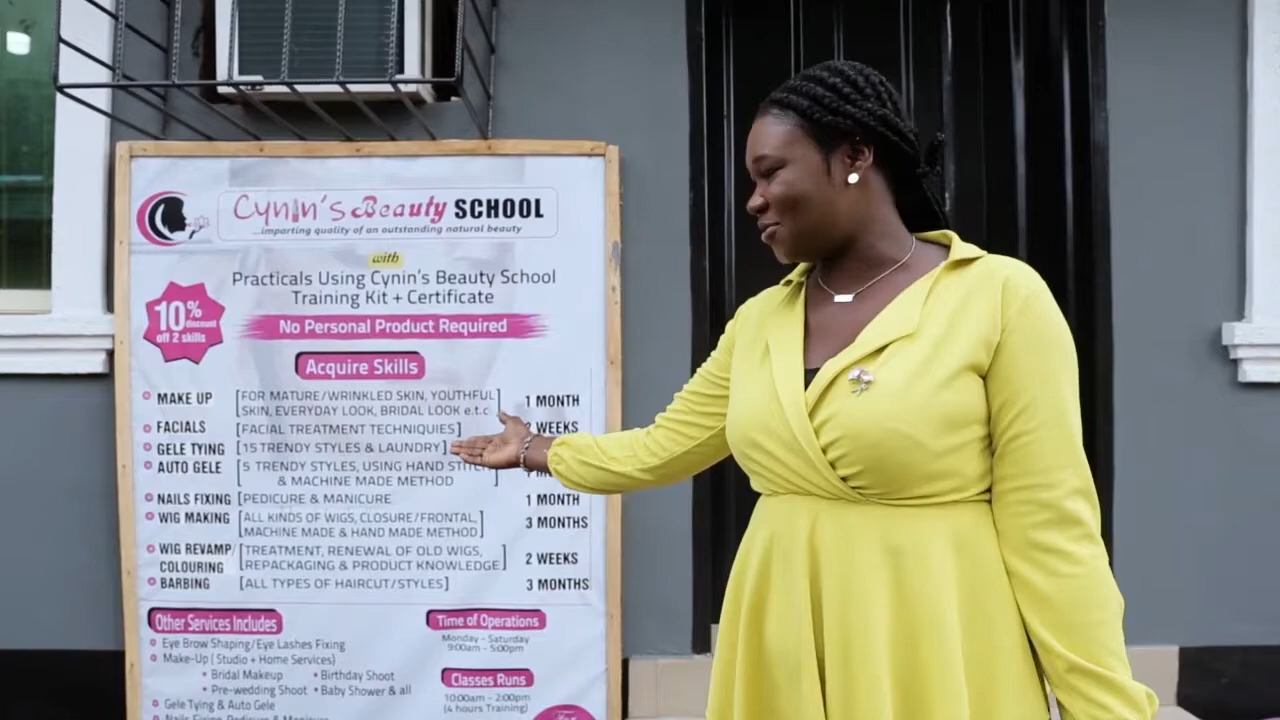 Cynin's Beauty SCHOOL
...imparting quality of an outstanding natural beauty
with
Practicals Using Cynin's Beauty School
Training Kit + Certificate
10% discount
off 2 skills
No Personal Product Required
Acquire Skills
MAKE UP [FOR MATURE/WRINKLED SKIN, YOUTHFUL 1 MONTH
SKIN, EVERYDAY LOOK, BRIDAL LOOK e.t.c]
FACIALS [FACIAL TREATMENT TECHNIQUES] WEEKS
GELE TYING [15 TRENDY STYLES & LAUNDRY]
AUTO GELE [5 TRENDY STYLES, USING HAND
& MACHINE MADE METHOD]
NAILS FIXING [PEDICURE & MANICURE 1 MONTH
WIG MAKING [ALL KINDS OF WIGS, CLOSURE/FRONTAL, 3 MONTHS
MACHINE MADE & HAND MADE METHOD]
WIG REVAMP/ [TREATMENT, RENEWAL OF OLD WIGS, 2 WEEKS
COLOURING REPACKAGING & PRODUCT KNOWLEDGE]
BARBING [ALL TYPES OF HAIRCUT/STYLES] 3 MONTHS
Other Services Includes
Eye Brow Shaping/Eye Lashes Fixing
Make-Up ( Studio + Home Services)
• Bridal Makeup • Birthday Shoot
• Pre-wedding Shoot • Baby Shower & all
Gele Tying & Auto Gele
Nails Fixing, Pedicure & Manicure
Time of Operations
Monday - Saturday
9:00am - 5:00pm
Classes Runs
10:00am - 2:00pm
(4 hours Training)